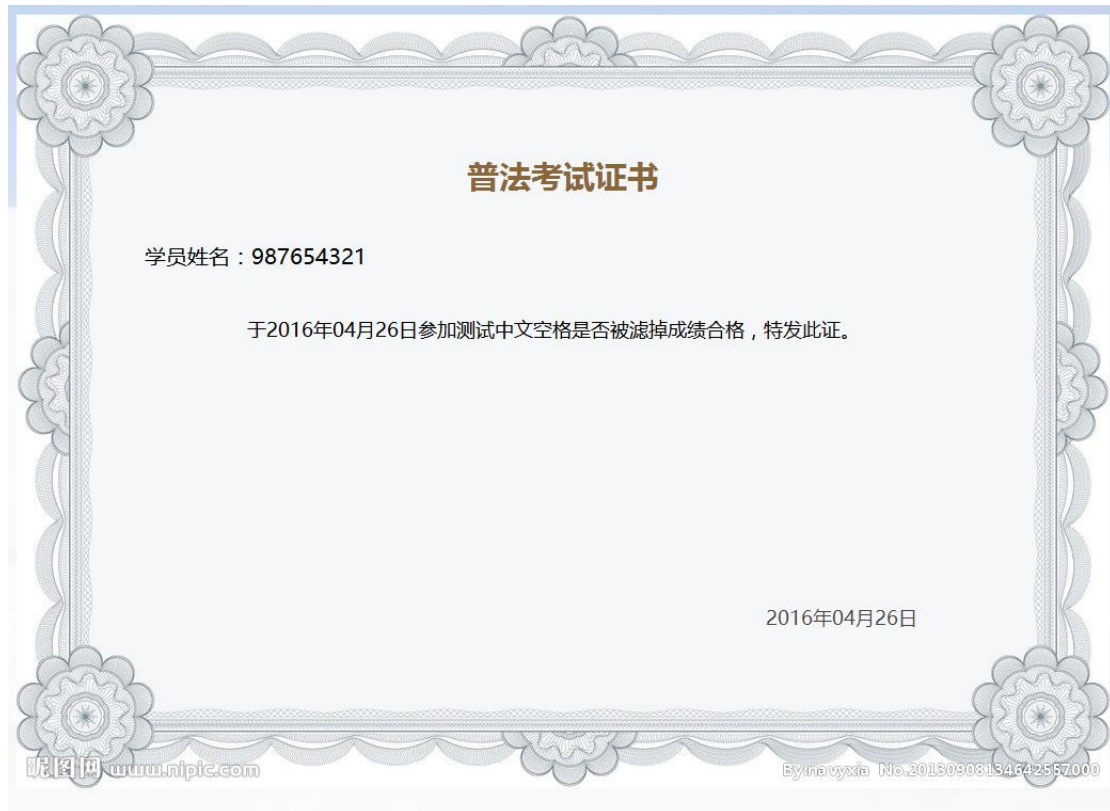 普法考试证书
学员姓名：987654321
于2016年04月26日参加测试中文空格是否被滤掉成绩合格，特发此证。
2016年04月26日
昵图网 www.nipic.com
By:navyxia No.20130908134642557000